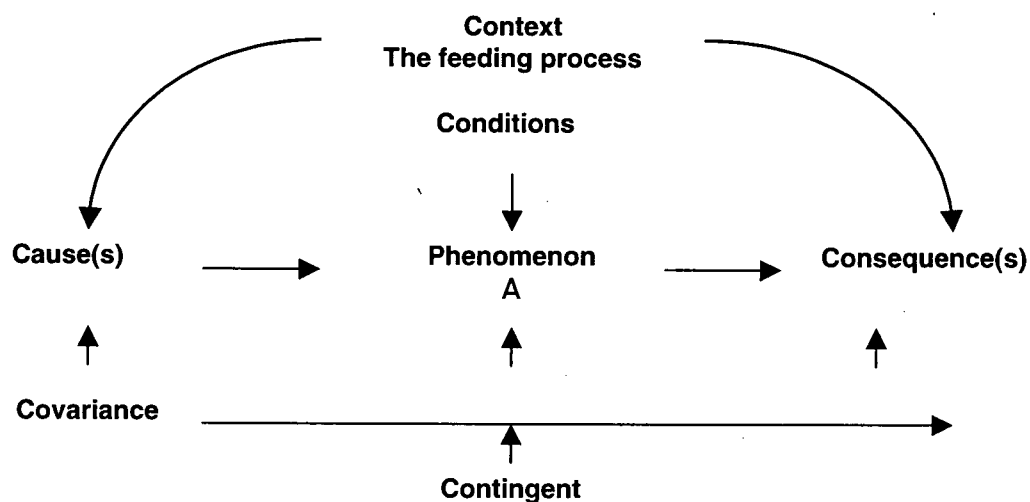 Context
The feeding process
Conditions
Cause(s)
Phenomenon
A
Consequence(s)
Covariance
Contingent